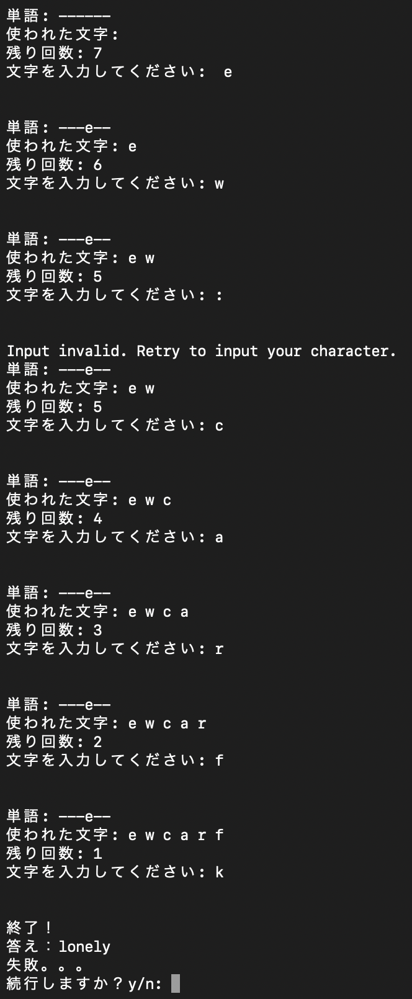 単語: ------
使われた文字:
残り回数: 7
文字を入力してください:  e
単語: ---e--
使われた文字: e
残り回数: 6
文字を入力してください: w
単語: ---e--
使われた文字: e w
残り回数: 5
文字を入力してください: :
Input invalid. Retry to input your character.
単語: ---e--
使われた文字: e w
残り回数: 5
文字を入力してください: c
単語: ---e--
使われた文字: e w c
残り回数: 4
文字を入力してください: a
単語: ---e--
使われた文字: e w c a
残り回数: 3
文字を入力してください: r
単語: ---e--
使われた文字: e w c a r
残り回数: 2
文字を入力してください: f
単語: ---e--
使われた文字: e w c a r f
残り回数: 1
文字を入力してください: k
終了！
答え：lonely
失敗。。。
続行しますか？y/n: